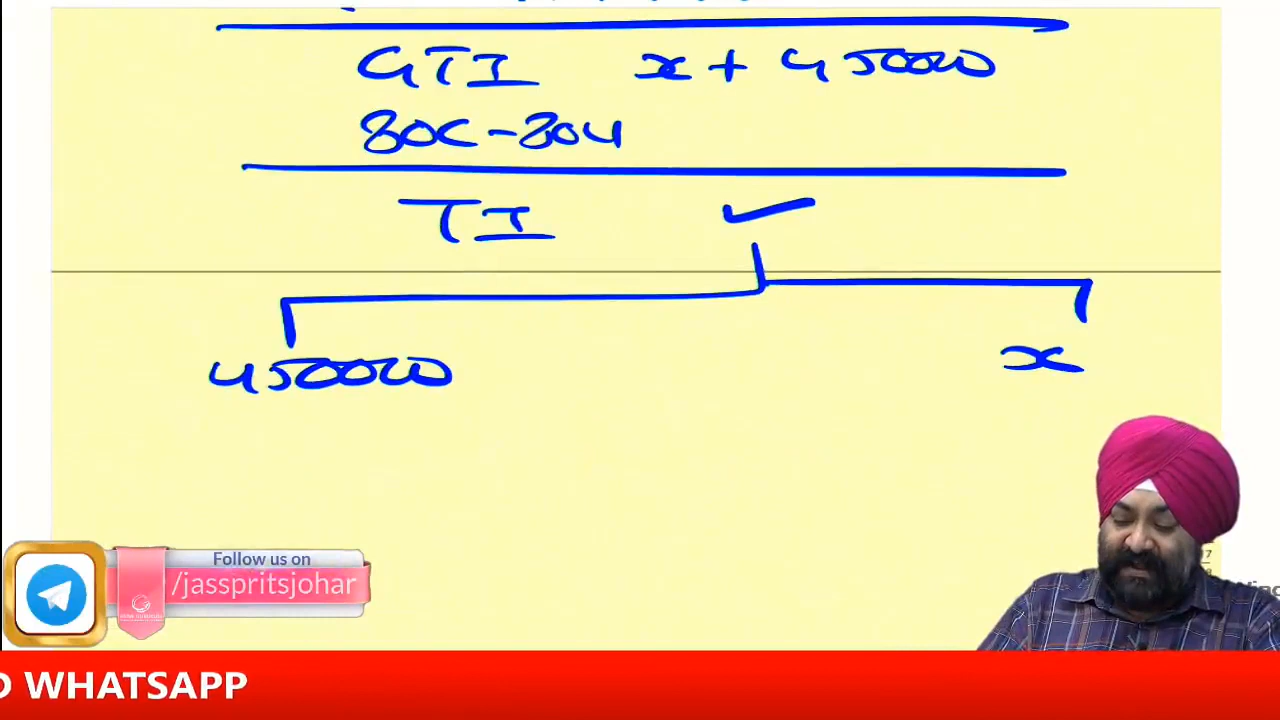 GTI x + 450000
80C-80U
TI ✓
450000 x
Follow us on
/jasspritsjohar
WHATSAPP